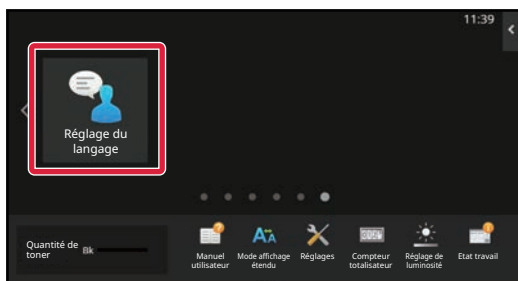 11:39
Réglage du
langage
Quantité de
toner
Bk
Manuel
utilisateur
Mode affichage
étendu
Réglages
Compteur
totalisateur
Réglage de
luminosité
Etat travail